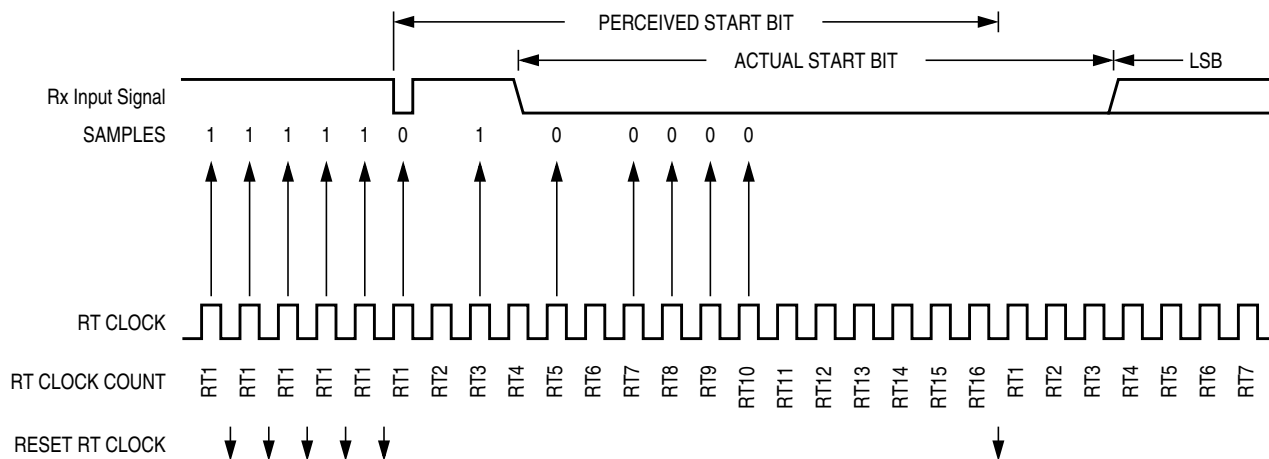 PERCEIVED START BIT
ACTUAL START BIT
LSB
Rx Input Signal
SAMPLES 1 1 1 1 1 0 1 0 0 0 0 0
RT CLOCK
RT CLOCK COUNT RT1 RT1 RT1 RT1 RT1 RT1 RT2 RT3 RT4 RT5 RT6 RT7 RT8 RT9 RT10 RT11 RT12 RT13 RT14 RT15 RT16 RT1 RT2 RT3 RT4 RT5 RT6 RT7
RESET RT CLOCK